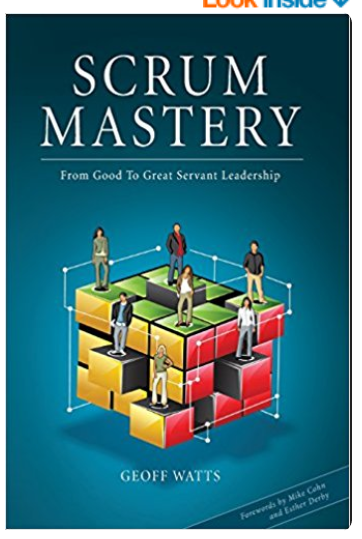 Look Inside
SCRUM
MASTERY
From Good To Great Servant Leadership
GEOFF WATTS
Forewords by Mike Cohn
and Esther Derby